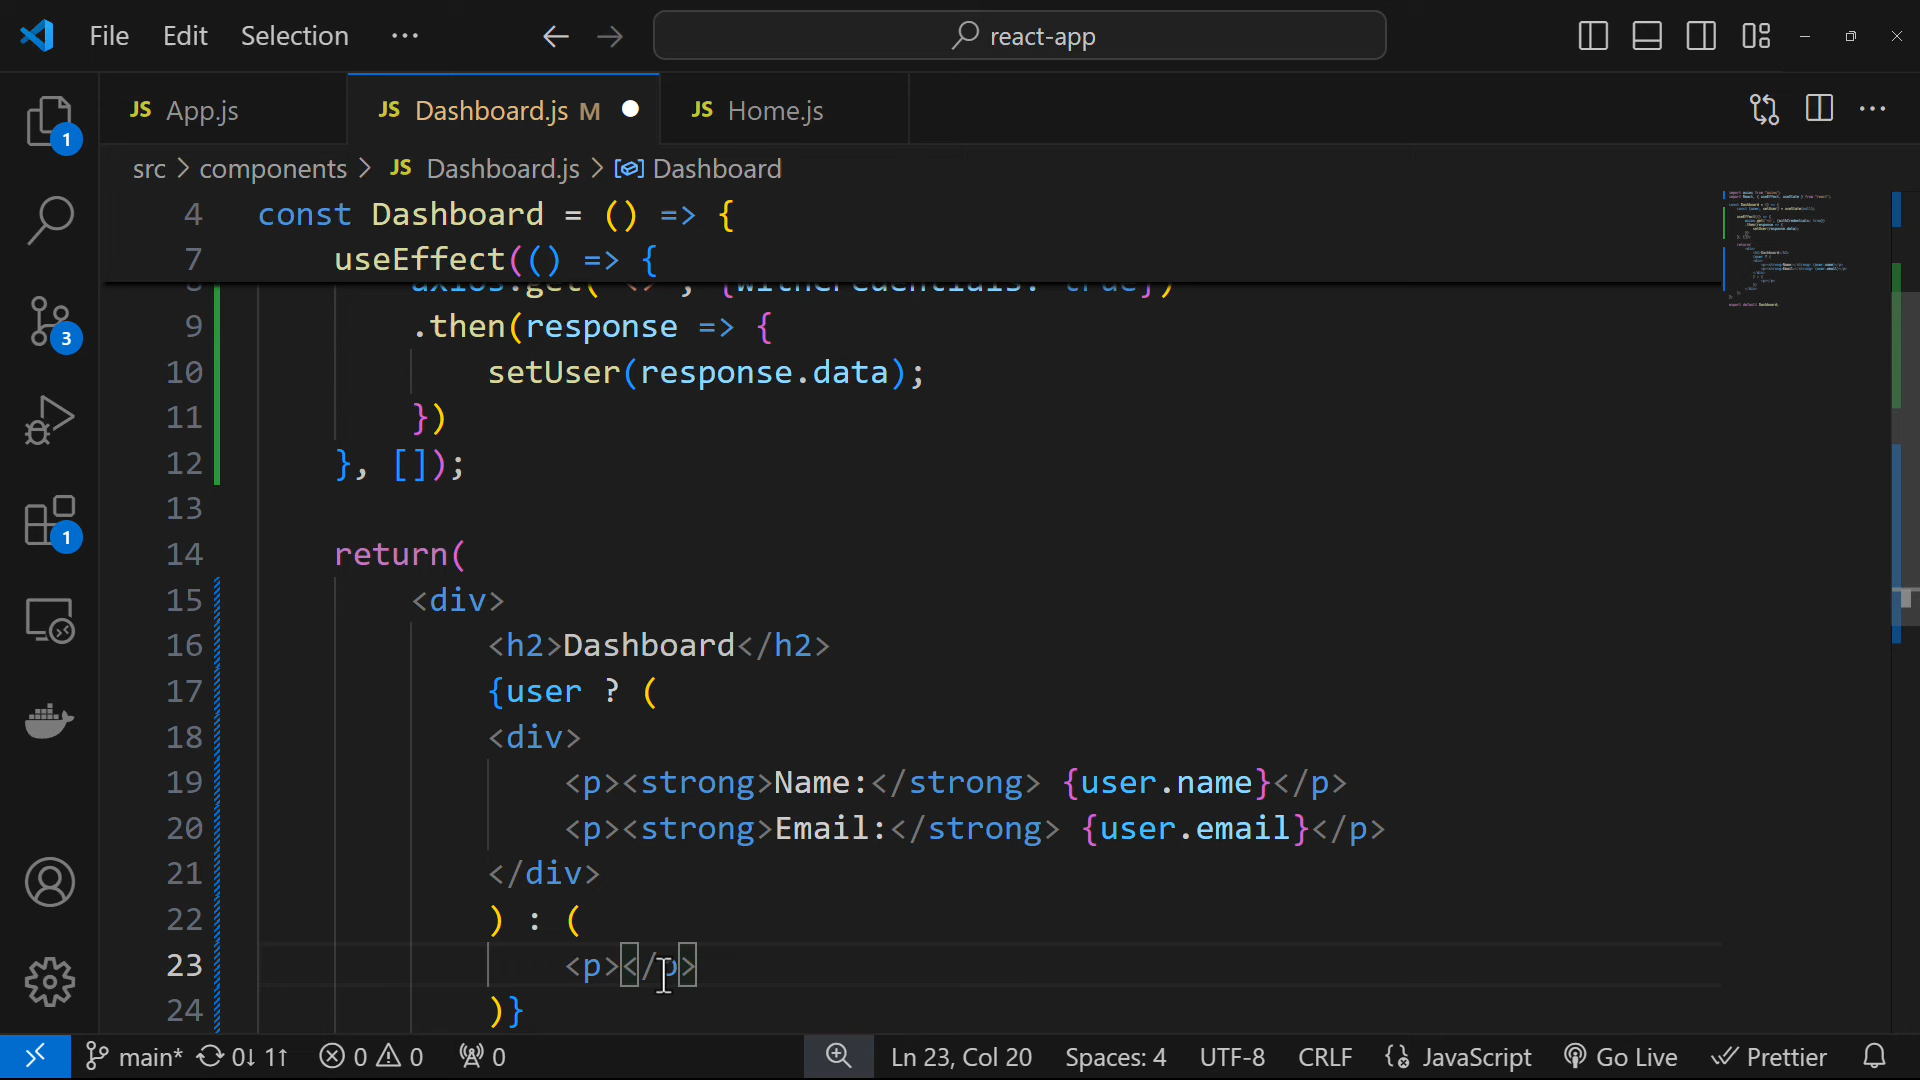 File Edit Selection ··· react-app
JS App.js JS Dashboard.js M JS Home.js
src > components > JS Dashboard.js > Dashboard
4 const Dashboard = () => {
7 useEffect(() => {
9 .then(response => {
10 setUser(response.data);
11 })
12 }, []);
13
14 return(
15 <div>
16 <h2>Dashboard</h2>
17 {user ? (
18 <div>
19 <p><strong>Name:</strong> {user.name}</p>
20 <p><strong>Email:</strong> {user.email}</p>
21 </div>
22 ) : (
23 <p></p>
24 )}
1
3
1
main* 0↓ 1↑ 0 0 0 Ln 23, Col 20 Spaces: 4 UTF-8 CRLF JavaScript Go Live Prettier